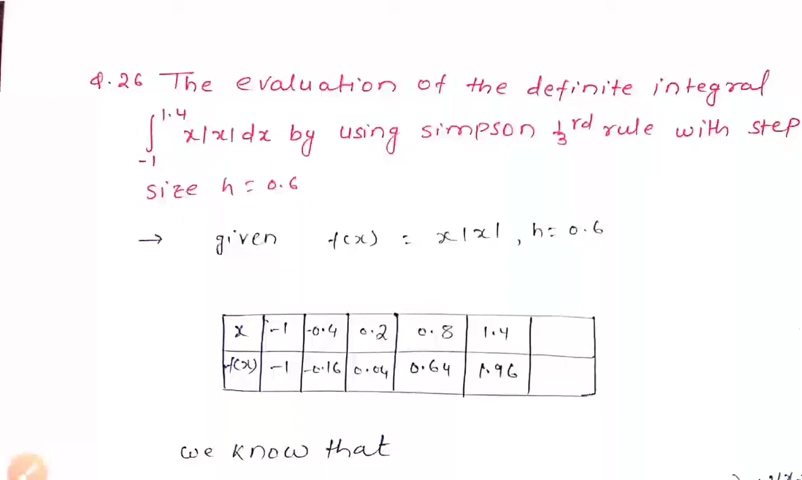 Q.26 The evaluation of the definite integral
∫_{-1}^{1.4} x|x|dx by using simpson 1/3rd rule with step
size h = 0.6
→ given f(x) = x|x|, h = 0.6
x -1 -0.4 0.2 0.8 1.4
f(x) -1 -0.16 0.04 0.64 1.96
we know that